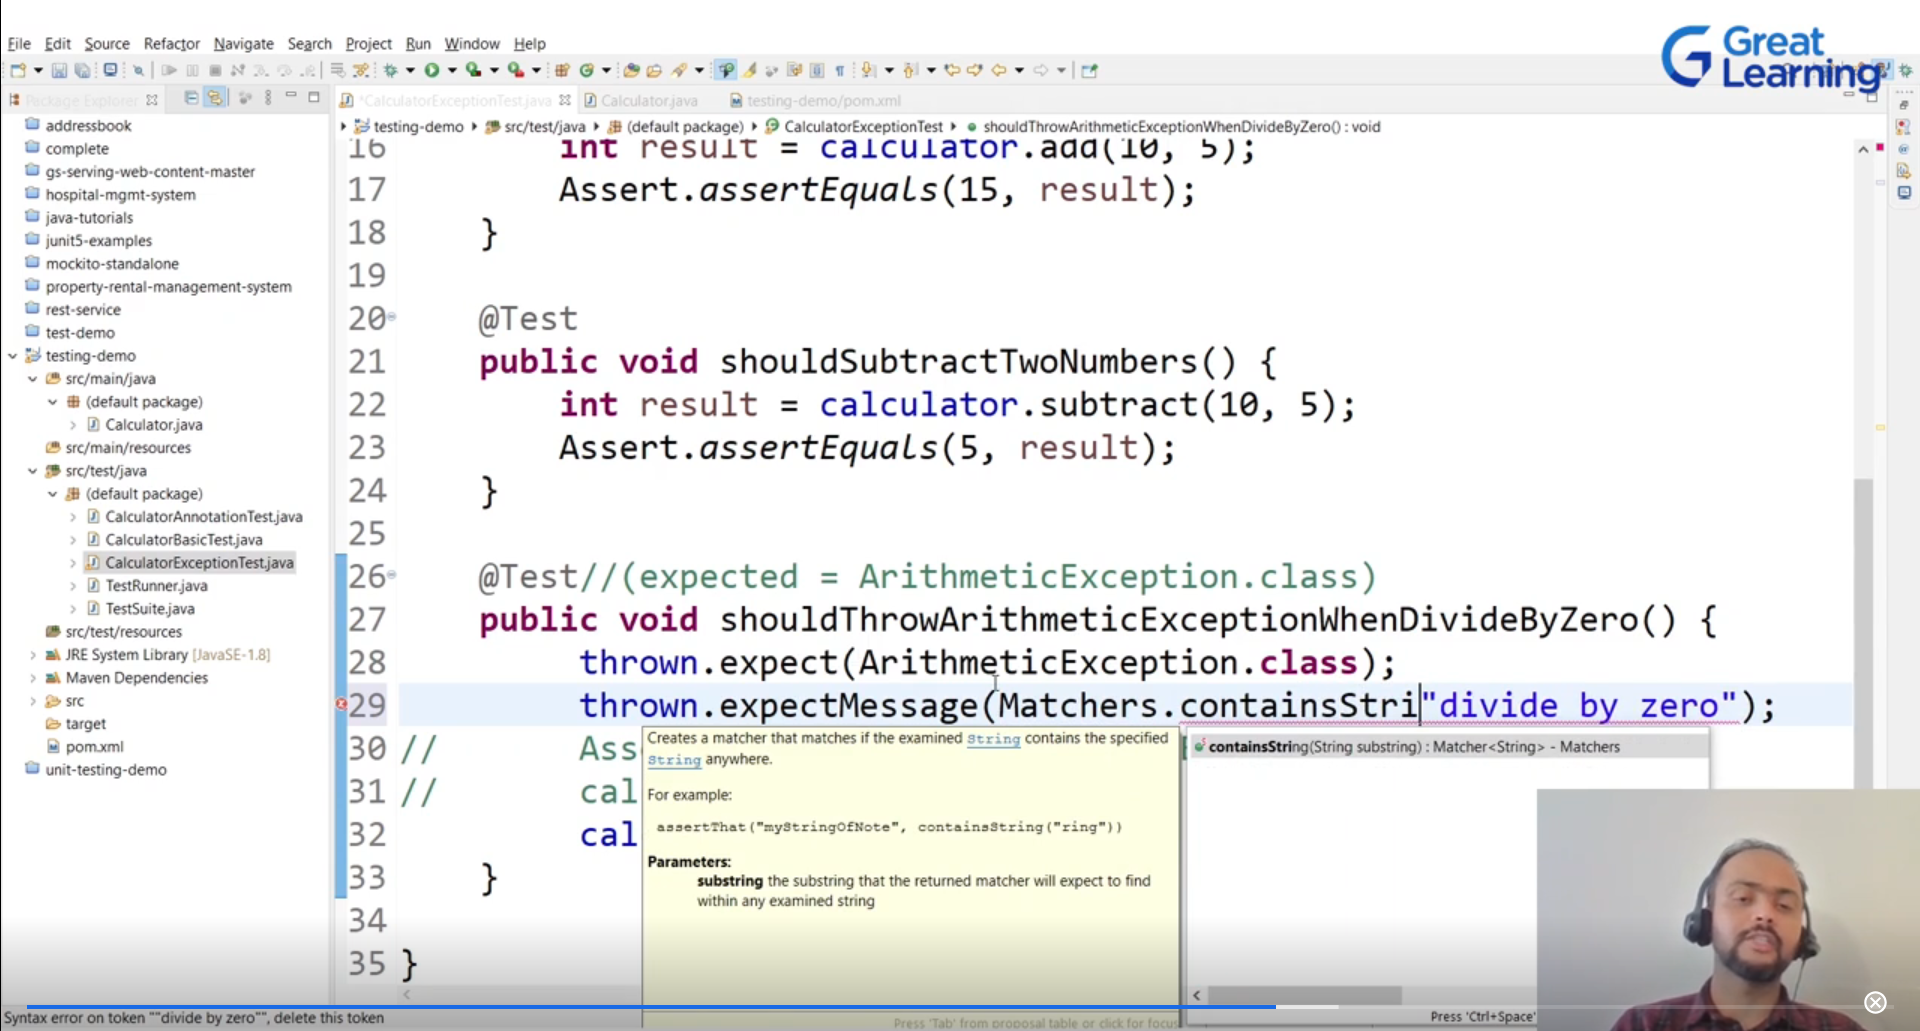 Great Learning
File Edit Source Refactor Navigate Search Project Run Window Help
Package Explorer
*CalculatorExceptionTest.java Calculator.java testing-demo/pom.xml
testing-demo src/test/java (default package) CalculatorExceptionTest shouldThrowArithmeticExceptionWhenDivideByZero() : void
addressbook
complete
gs-serving-web-content-master
hospital-mgmt-system
java-tutorials
junit5-examples
mockito-standalone
property-rental-management-system
rest-service
test-demo
testing-demo
src/main/java
(default package)
Calculator.java
src/main/resources
src/test/java
(default package)
CalculatorAnnotationTest.java
CalculatorBasicTest.java
CalculatorExceptionTest.java
TestRunner.java
TestSuite.java
src/test/resources
JRE System Library [JavaSE-1.8]
Maven Dependencies
src
target
pom.xml
unit-testing-demo
16 int result = calculator.add(10, 5);
17 Assert.assertEquals(15, result);
18 }
19
20 @Test
21 public void shouldSubtractTwoNumbers() {
22 int result = calculator.subtract(10, 5);
23 Assert.assertEquals(5, result);
24 }
25
26 @Test//(expected = ArithmeticException.class)
27 public void shouldThrowArithmeticExceptionWhenDivideByZero() {
28 thrown.expect(ArithmeticException.class);
29 thrown.expectMessage(Matchers.containsStri"divide by zero");
30 // Ass
31 // cal
32 cal
33 }
34
35 }
Creates a matcher that matches if the examined String contains the specified
String anywhere.
For example:
assertThat("myStringOfNote", containsString("ring"))
Parameters:
substring the substring that the returned matcher will expect to find
within any examined string
Press 'Tab' from proposal table or click for focus
containsString(String substring) : Matcher<String> - Matchers
Press 'Ctrl+Space'
Syntax error on token ""divide by zero"", delete this token